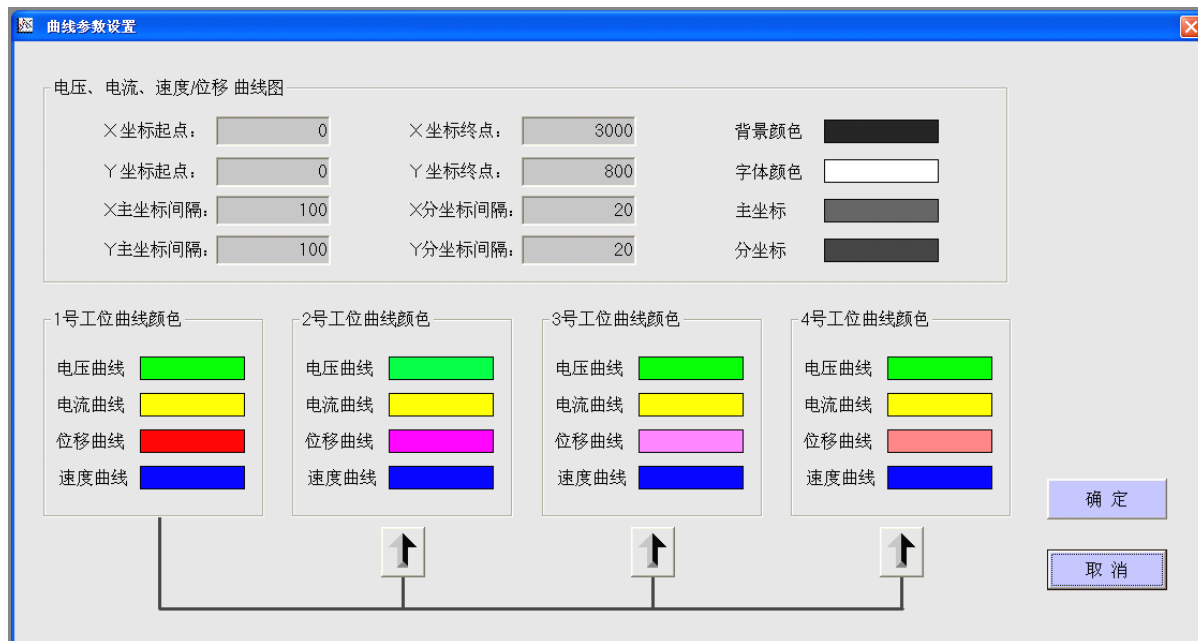 曲线参数设置
电压、电流、速度/位移 曲线图
X坐标起点： 0 X坐标终点： 3000 背景颜色
Y坐标起点： 0 Y坐标终点： 800 字体颜色
X主坐标间隔： 100 X分坐标间隔： 20 主坐标
Y主坐标间隔： 100 Y分坐标间隔： 20 分坐标
1号工位曲线颜色 2号工位曲线颜色 3号工位曲线颜色 4号工位曲线颜色
电压曲线 电压曲线 电压曲线 电压曲线
电流曲线 电流曲线 电流曲线 电流曲线
位移曲线 位移曲线 位移曲线 位移曲线
速度曲线 速度曲线 速度曲线 速度曲线
确 定
取 消